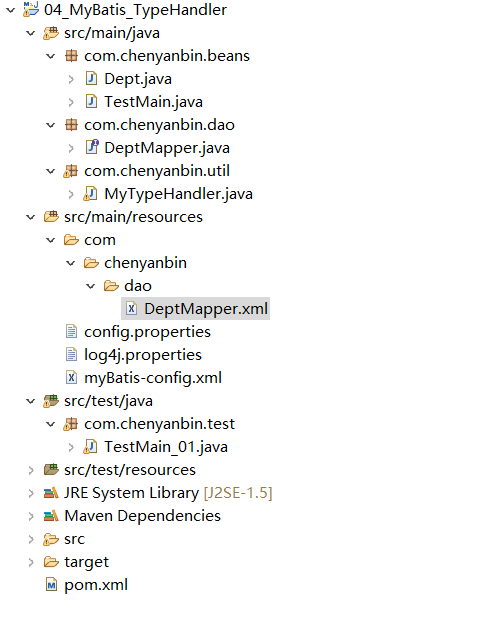 04_MyBatis_TypeHandler
src/main/java
com.chenyanbin.beans
Dept.java
TestMain.java
com.chenyanbin.dao
DeptMapper.java
com.chenyanbin.util
MyTypeHandler.java
src/main/resources
com
chenyanbin
dao
DeptMapper.xml
config.properties
log4j.properties
myBatis-config.xml
src/test/java
com.chenyanbin.test
TestMain_01.java
src/test/resources
JRE System Library [J2SE-1.5]
Maven Dependencies
src
target
pom.xml